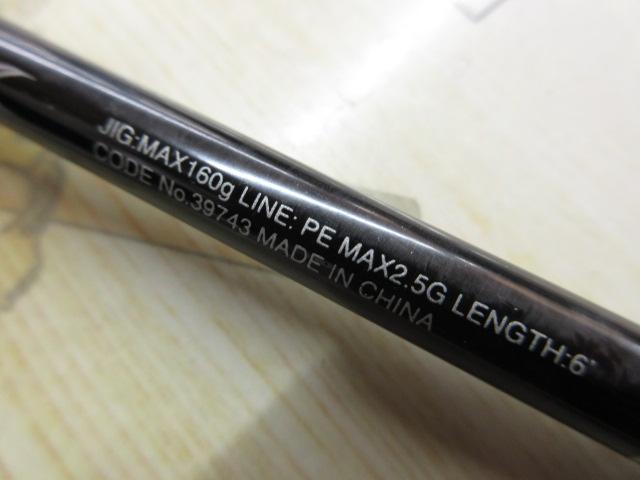 JIG:MAX160g LINE: PE MAX2.5G LENGTH:6'
CODE No.39743 MADE IN CHINA